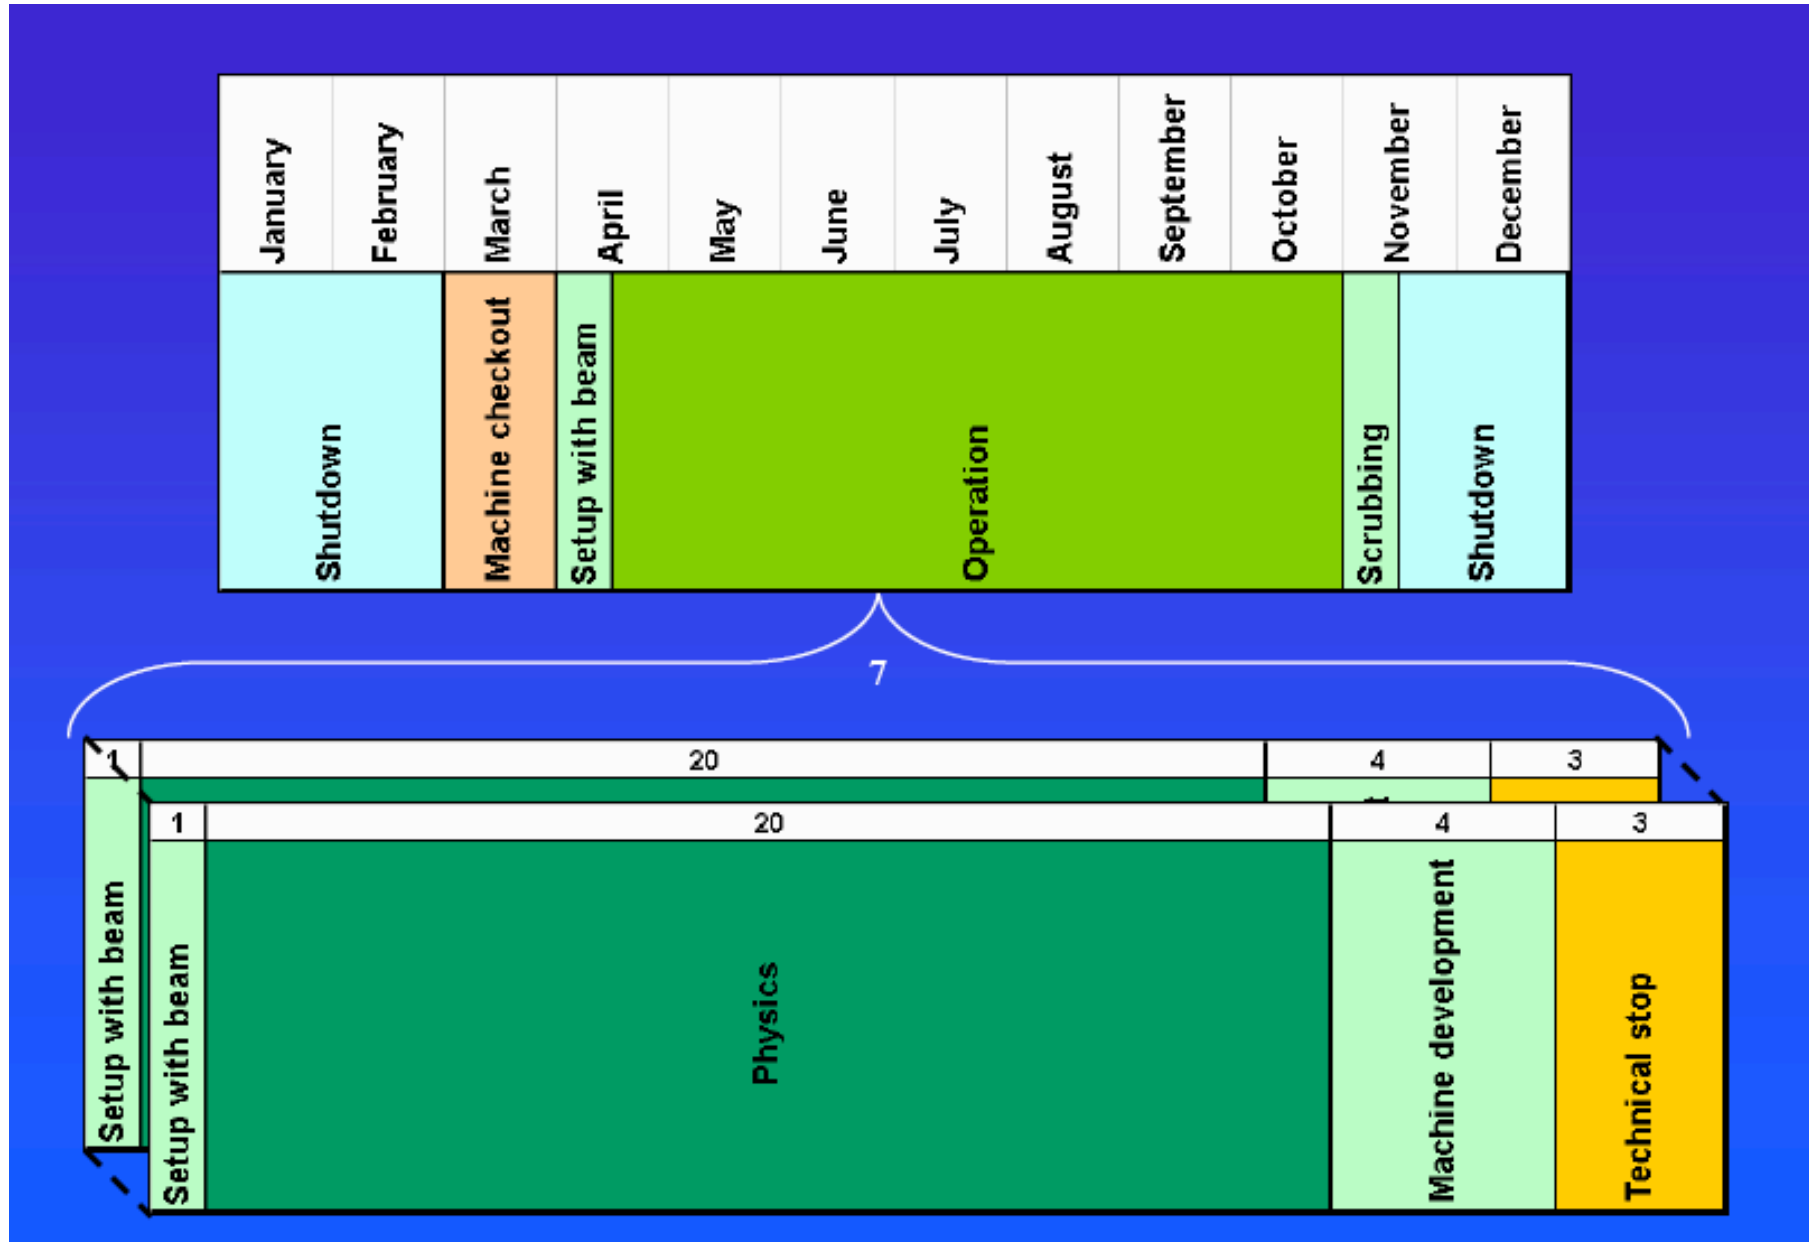 January
February
March
April
May
June
July
August
September
October
November
December
Shutdown
Machine checkout
Setup with beam
Operation
Scrubbing
Shutdown
7
1
20
4
3
Setup with beam
1
20
4
3
Setup with beam
Physics
Machine development
Technical stop